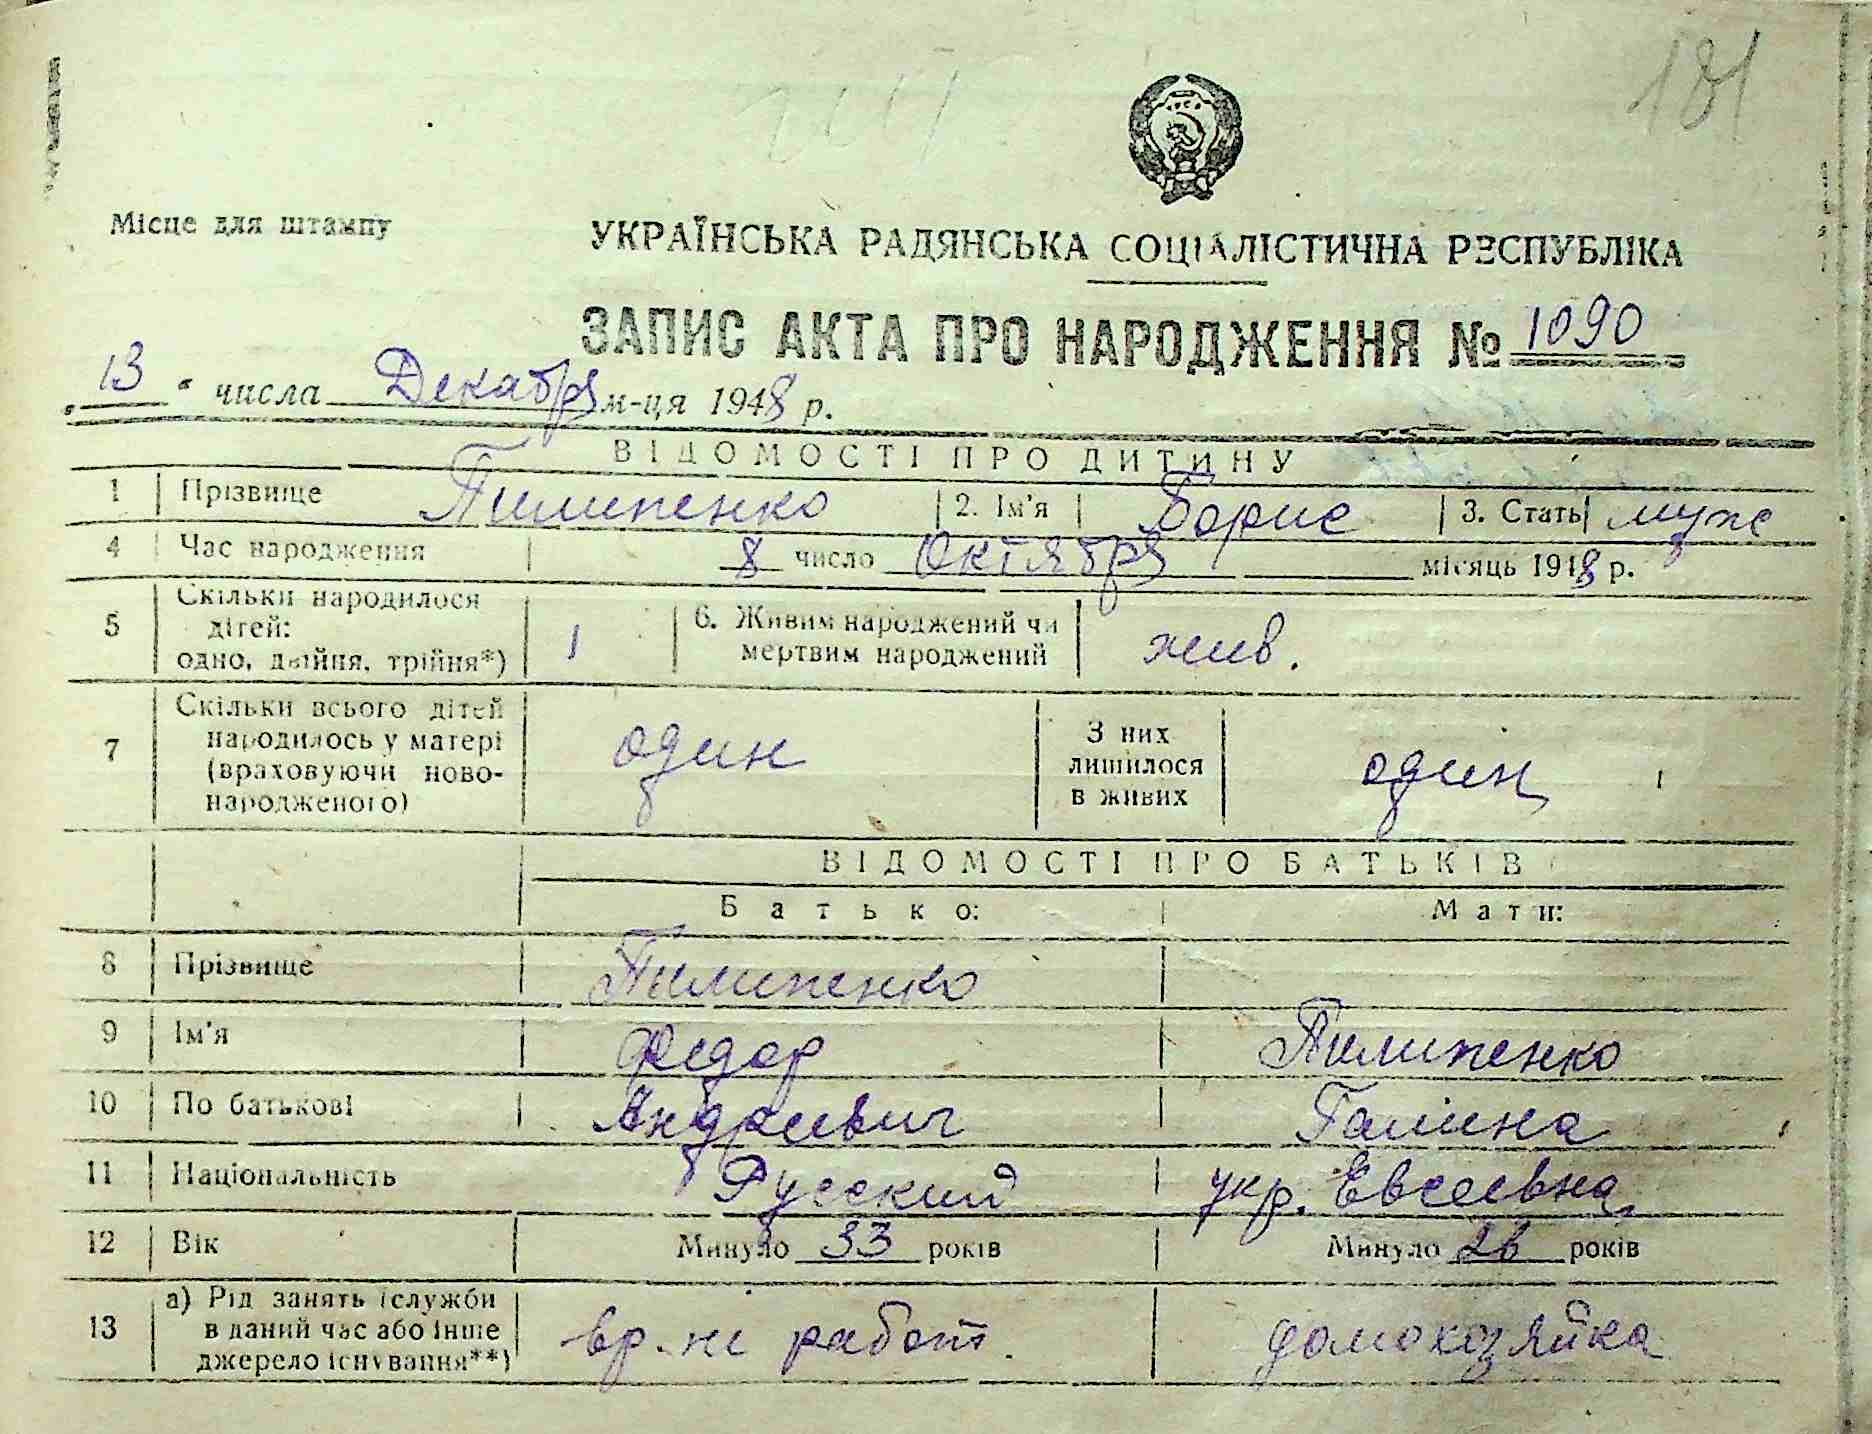 181
Місце для штампу
УКРАЇНСЬКА РАДЯНСЬКА СОЦІАЛІСТИЧНА РЕСПУБЛІКА
ЗАПИС АКТА ПРО НАРОДЖЕННЯ № 1090
„ 13 “ числа Декабря м-ця 1948 р.
ВІДОМОСТІ ПРО ДИТИНУ
1 Прізвище Пилипенко 2. Ім'я Борис 3. Стать муж
4 Час народження 8 число Октября місяць 1948 р.
5 Скільки народилося дітей: одно, двійня, трійня*) 1 6. Живим народжений чи мертвим народжений жив.
7 Скільки всього дітей народилось у матері (враховуючи ново-народженого) один З них лишилося в живих один
ВІДОМОСТІ ПРО БАТЬКІВ
Батько: Мати:
8 Прізвище Пилипенко
9 Ім'я Федор Пилипенко
10 По батькові Андреевич Галина
11 Національність Русский укр. Евсеевна
12 Вік Минуло 33 років Минуло 26 років
13 а) Рід занять (служби в даний час або інше джерело існування**) вр. не работ. домохозяйка